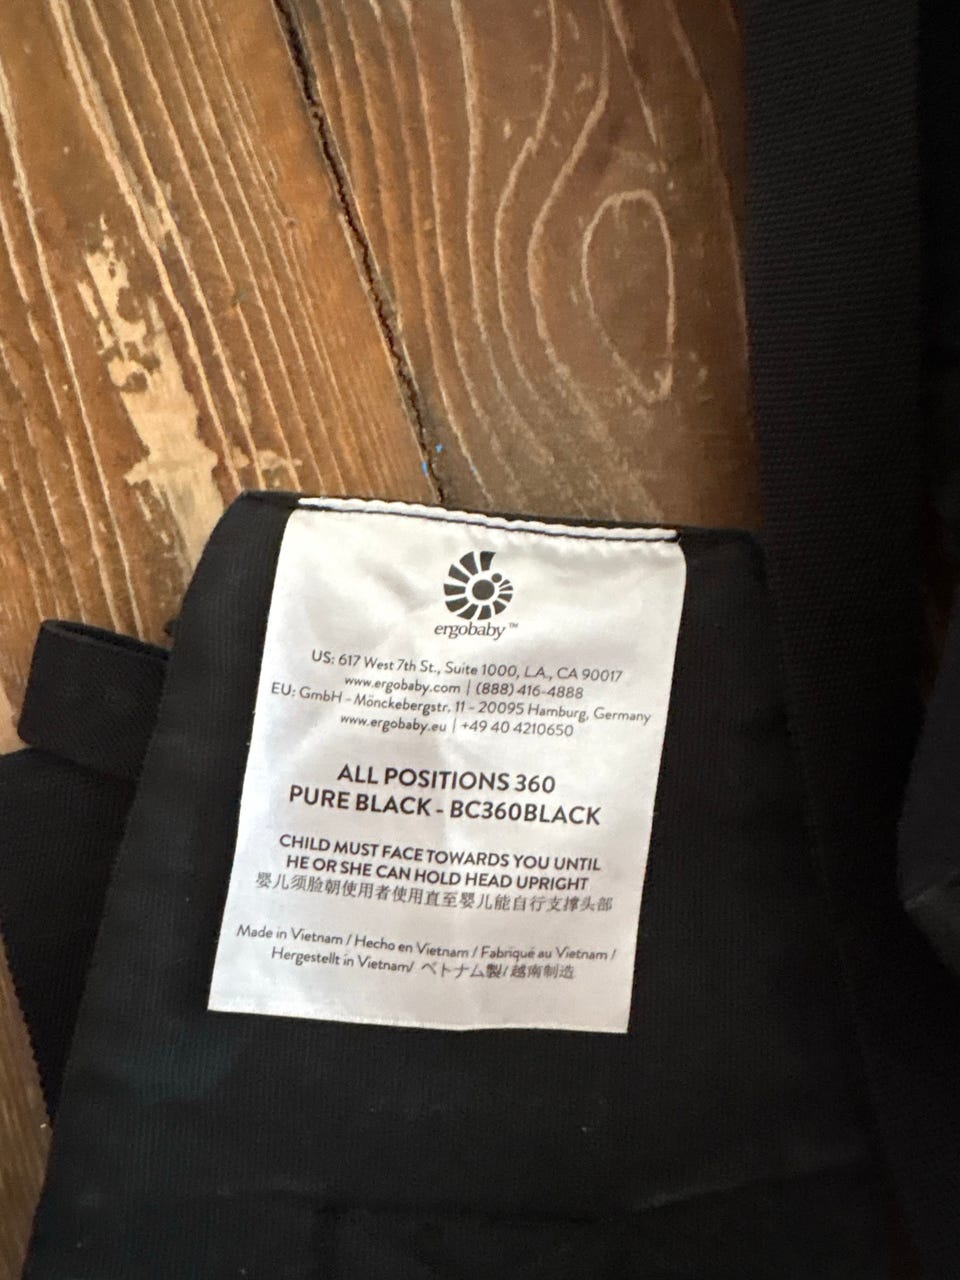 ergobaby™
US: 617 West 7th St., Suite 1000, L.A., CA 90017
www.ergobaby.com | (888) 416-4888
EU: GmbH - Mönckebergstr. 11 - 20095 Hamburg, Germany
www.ergobaby.eu | +49 40 4210650
ALL POSITIONS 360
PURE BLACK - BC360BLACK
CHILD MUST FACE TOWARDS YOU UNTIL
HE OR SHE CAN HOLD HEAD UPRIGHT
婴儿须脸朝使用者使用直至婴儿能自行支撑头部
Made in Vietnam / Hecho en Vietnam / Fabriqué au Vietnam /
Hergestellt in Vietnam/ ベトナム製/ 越南制造